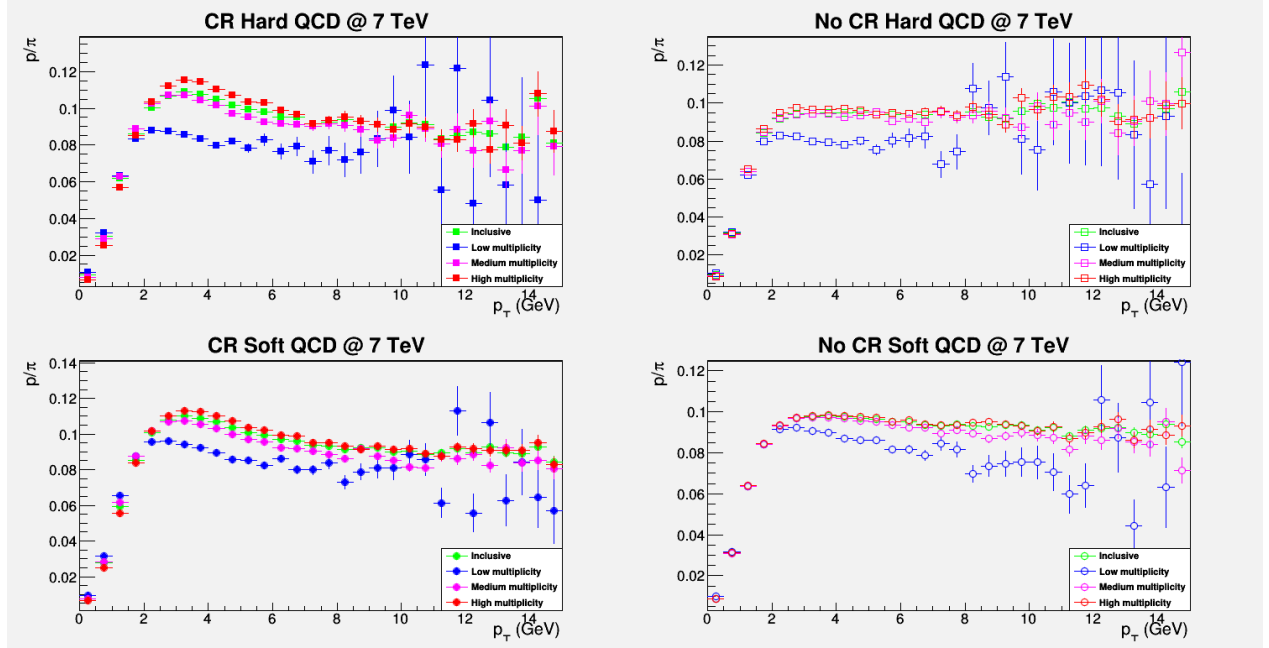 CR Hard QCD @ 7 TeV
p/π
0.12
0.1
0.08
0.06
0.04
0.02
0 2 4 6 8 10 12 14
p_T (GeV)
Inclusive
Low multiplicity
Medium multiplicity
High multiplicity
No CR Hard QCD @ 7 TeV
p/π
0.12
0.1
0.08
0.06
0.04
0.02
0 2 4 6 8 10 12 14
p_T (GeV)
Inclusive
Low multiplicity
Medium multiplicity
High multiplicity
CR Soft QCD @ 7 TeV
p/π
0.14
0.12
0.1
0.08
0.06
0.04
0.02
0 2 4 6 8 10 12 14
p_T (GeV)
Inclusive
Low multiplicity
Medium multiplicity
High multiplicity
No CR Soft QCD @ 7 TeV
p/π
0.12
0.1
0.08
0.06
0.04
0.02
0 2 4 6 8 10 12 14
p_T (GeV)
Inclusive
Low multiplicity
Medium multiplicity
High multiplicity